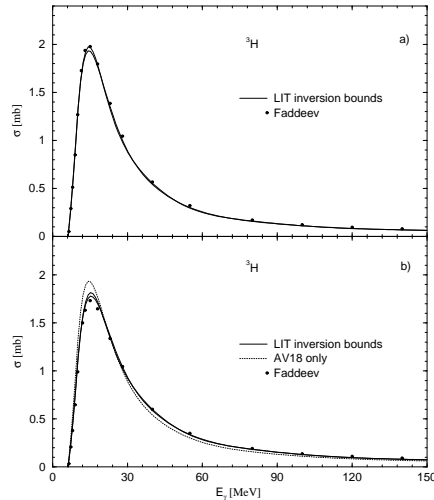 2
³H
a)
1.5
LIT inversion bounds
Faddeev
1
σ [mb]
0.5
0
2
³H
b)
1.5
LIT inversion bounds
AV18 only
Faddeev
1
σ [mb]
0.5
0
0 30 60 90 120 150
Eγ [MeV]